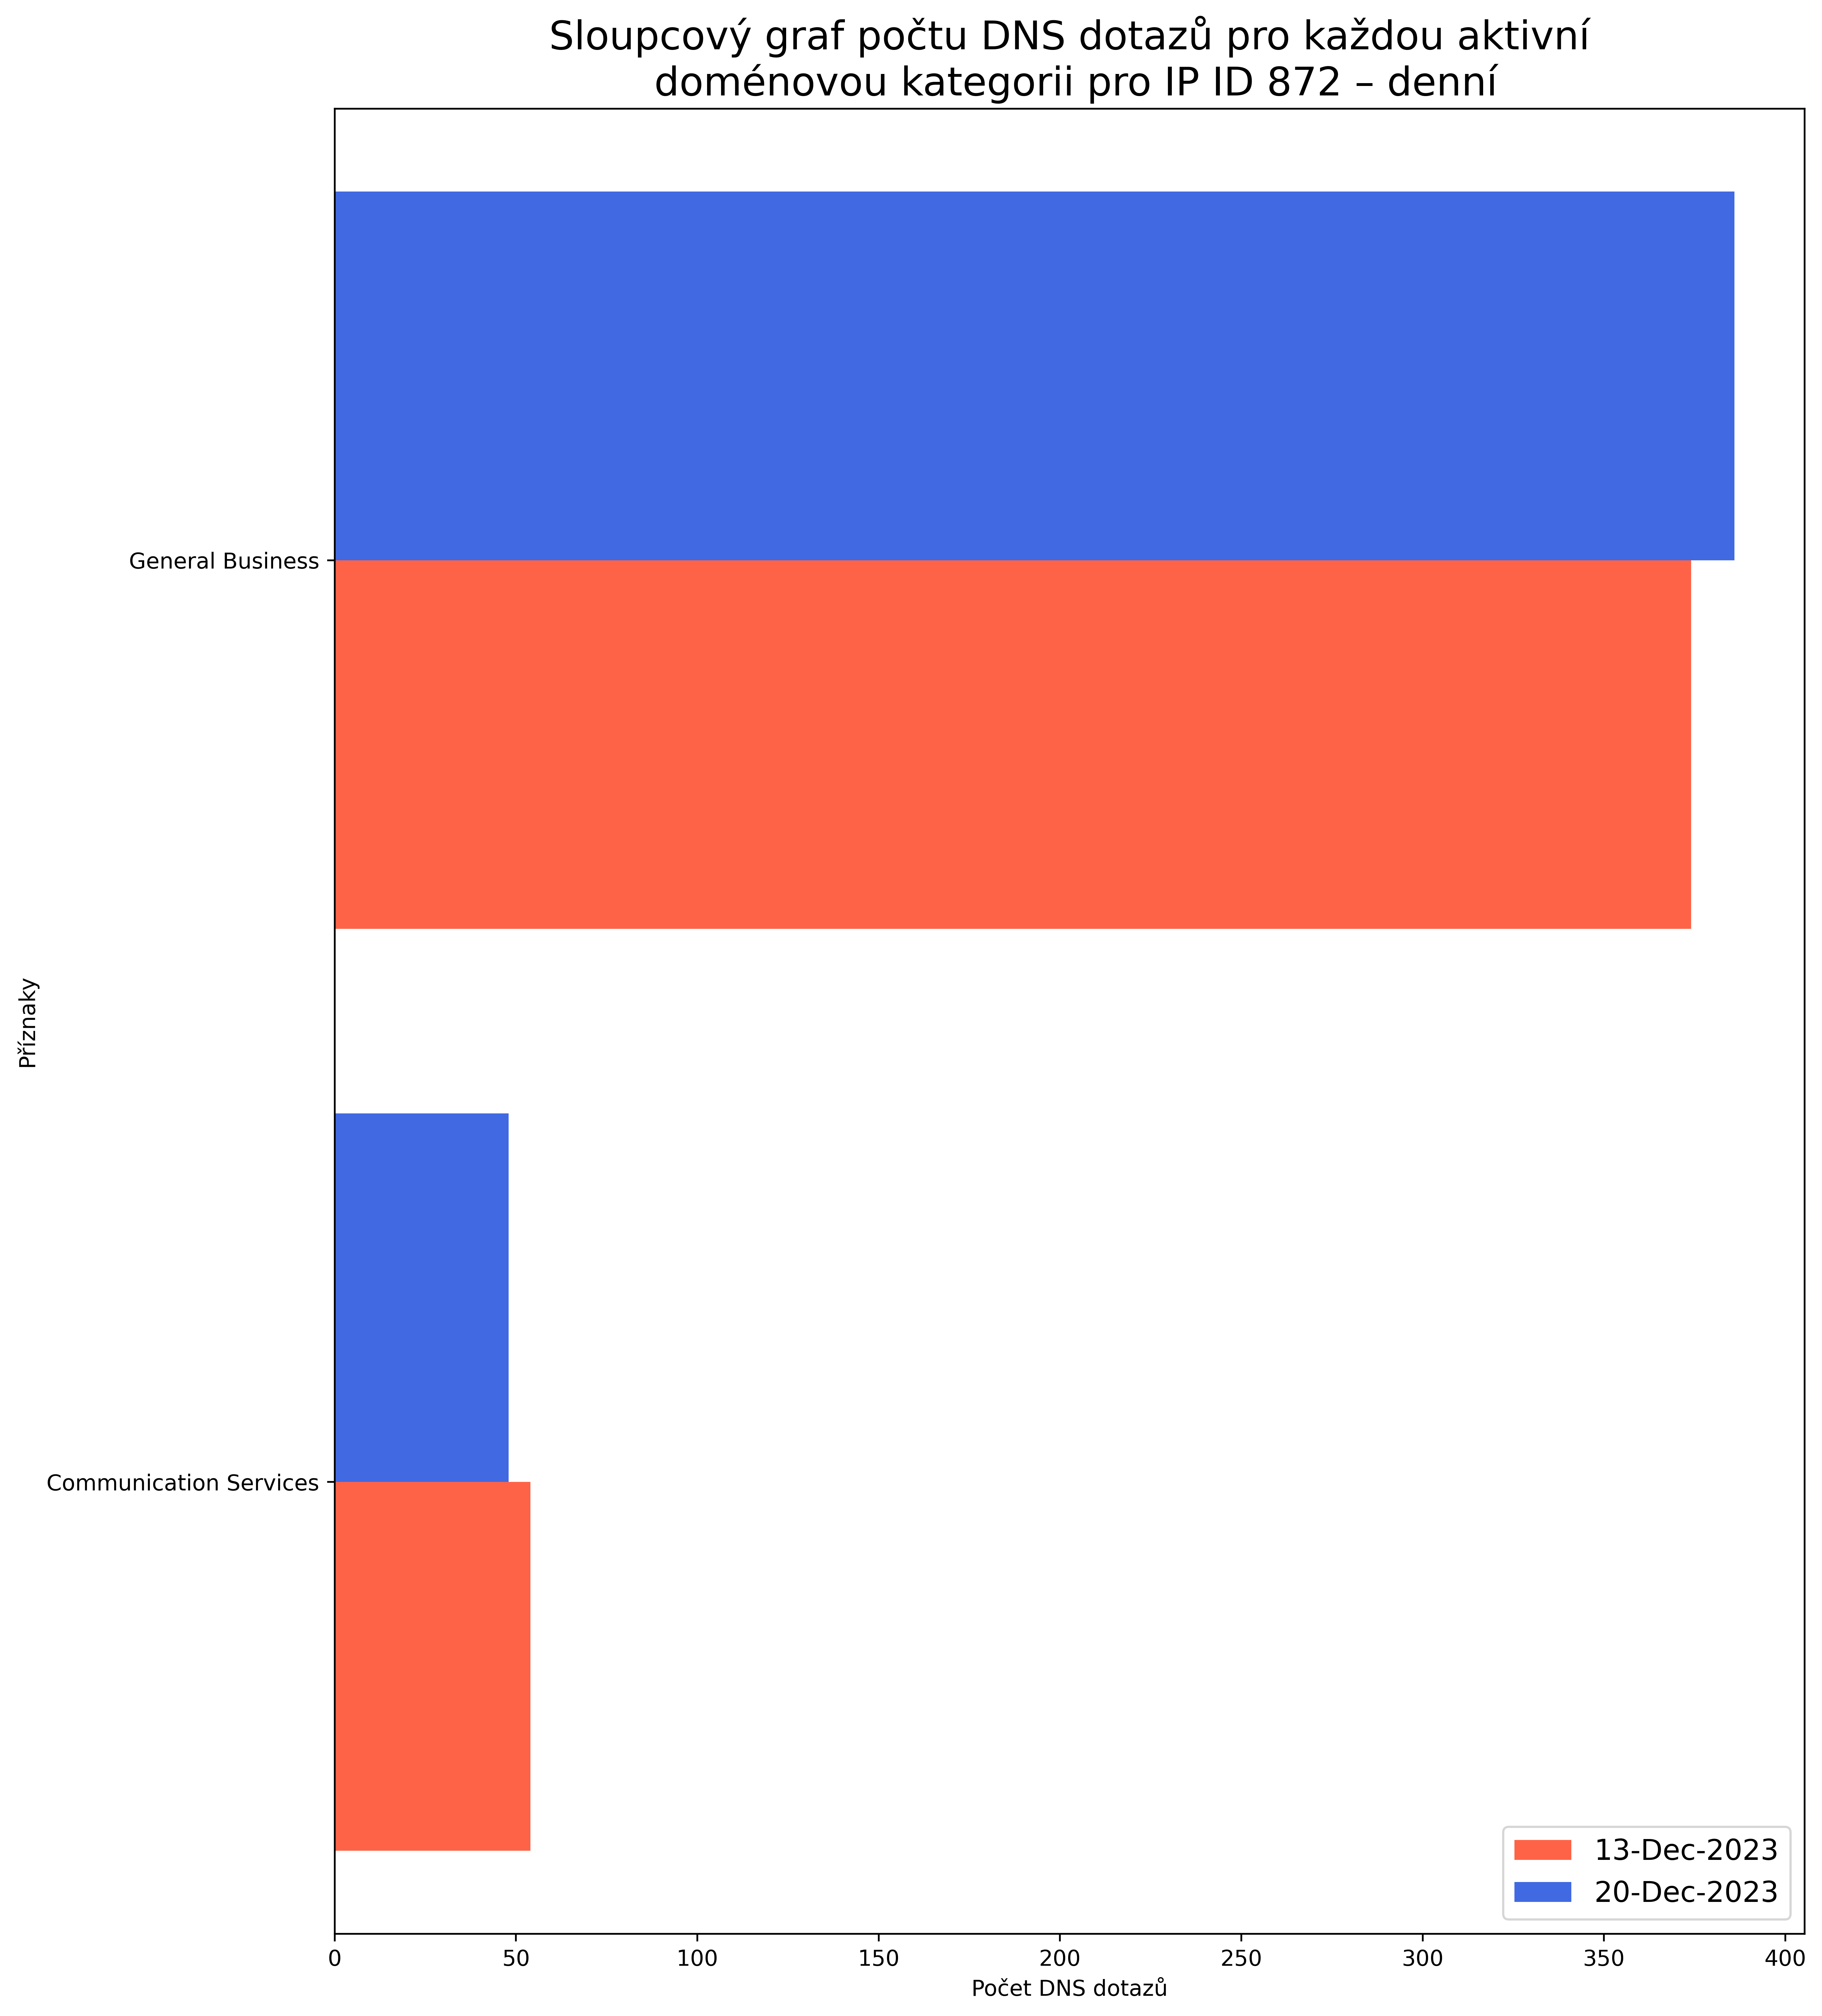 Sloupcový graf počtu DNS dotazů pro každou aktivní
doménovou kategorii pro IP ID 872 – denní
General Business
Příznaky
Communication Services
13-Dec-2023
20-Dec-2023
0 50 100 150 200 250 300 350 400
Počet DNS dotazů